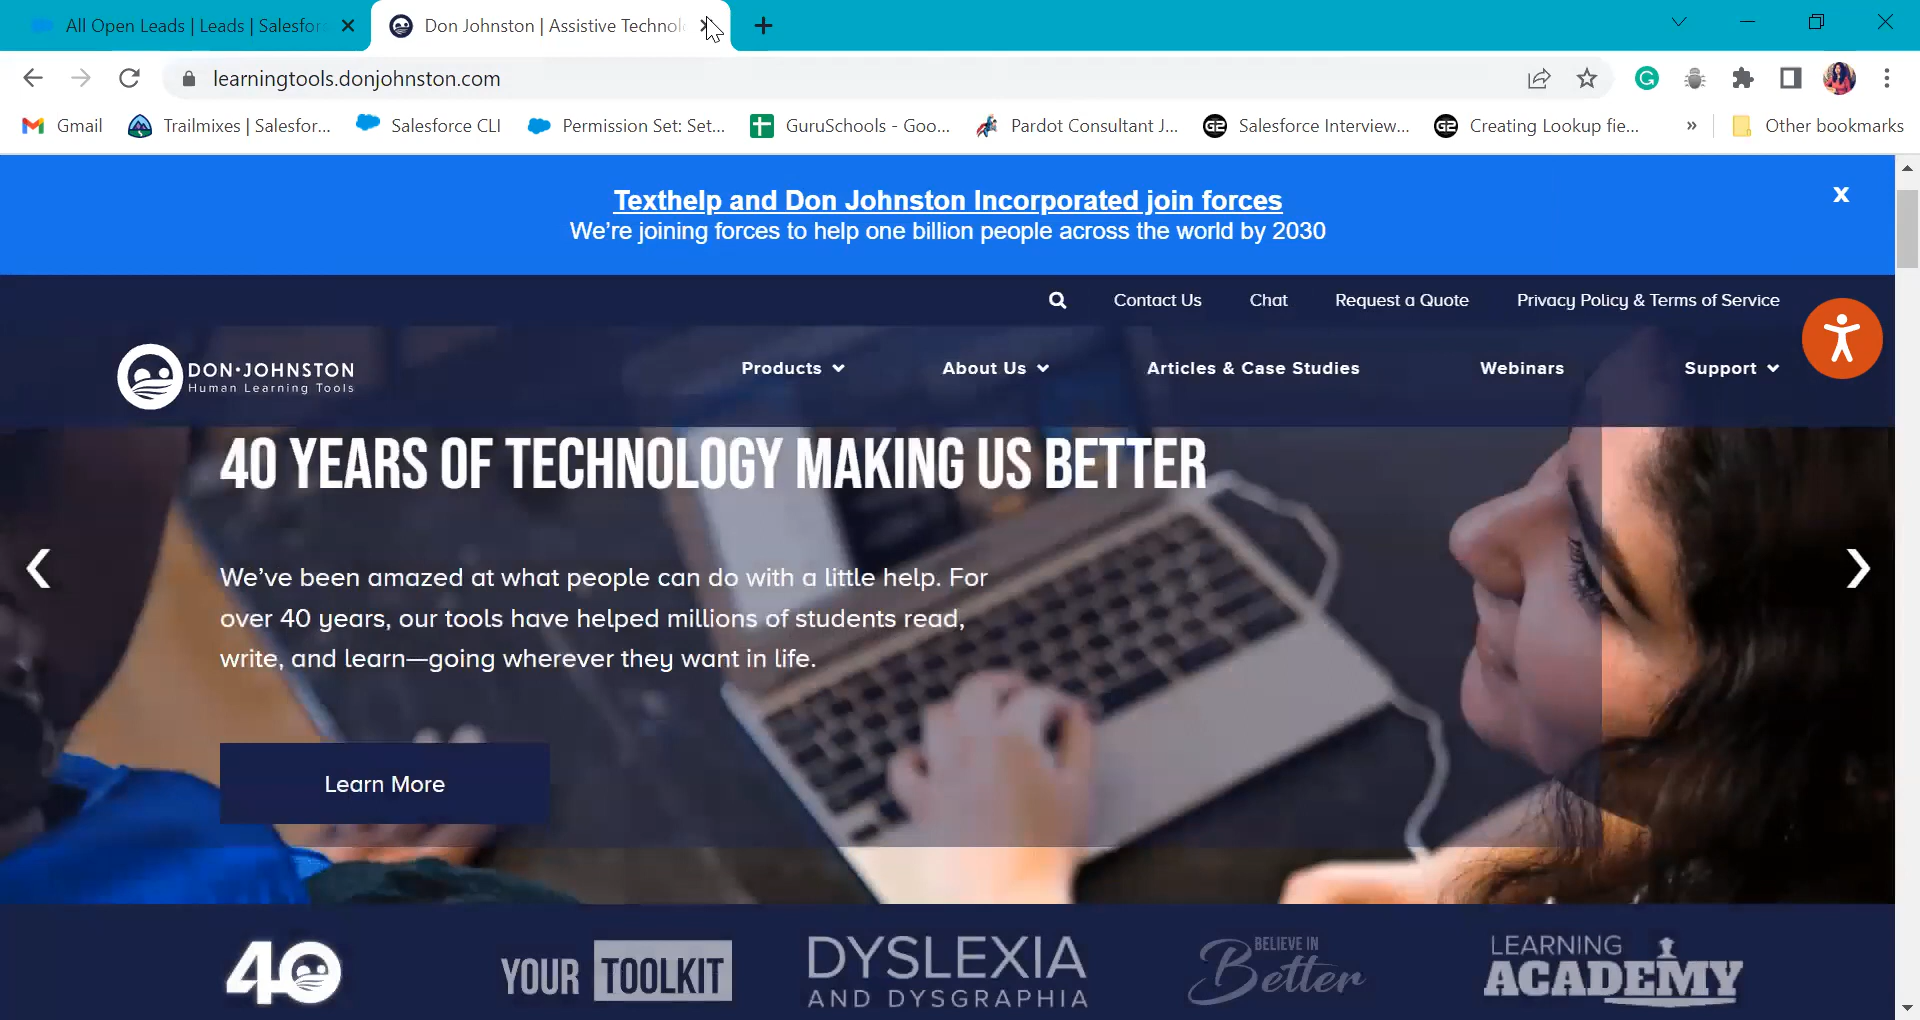 All Open Leads | Leads | Salesfor
Don Johnston | Assistive Technol
learningtools.donjohnston.com
Gmail
Trailmixes | Salesfor...
Salesforce CLI
Permission Set: Set...
GuruSchools - Goo...
Pardot Consultant J...
Salesforce Interview...
Creating Lookup fie...
»
Other bookmarks
Texthelp and Don Johnston Incorporated join forces
We're joining forces to help one billion people across the world by 2030
x
Contact Us
Chat
Request a Quote
Privacy Policy & Terms of Service
DON·JOHNSTON
Human Learning Tools
Products
About Us
Articles & Case Studies
Webinars
Support
40 YEARS OF TECHNOLOGY MAKING US BETTER
We've been amazed at what people can do with a little help. For
over 40 years, our tools have helped millions of students read,
write, and learn—going wherever they want in life.
Learn More
40
YOUR TOOLKIT
DYSLEXIA
AND DYSGRAPHIA
BELIEVE IN
Better
LEARNING
ACADEMY